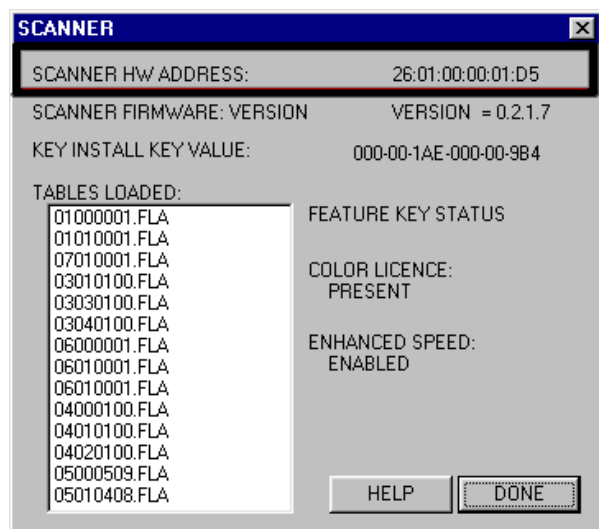 SCANNER
SCANNER HW ADDRESS: 26:01:00:00:01:D5
SCANNER FIRMWARE: VERSION VERSION = 0.2.1.7
KEY INSTALL KEY VALUE: 000-00-1AE-000-00-9B4
TABLES LOADED:
01000001.FLA
01010001.FLA
07010001.FLA
03010100.FLA
03030100.FLA
03040100.FLA
06000001.FLA
06010001.FLA
06010001.FLA
04000100.FLA
04010100.FLA
04020100.FLA
05000509.FLA
05010408.FLA
FEATURE KEY STATUS
COLOR LICENCE:
PRESENT
ENHANCED SPEED:
ENABLED
HELP DONE